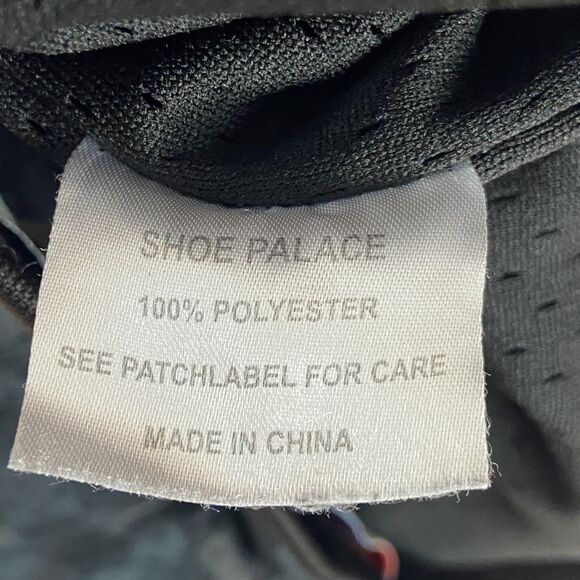 SHOE PALACE
100% POLYESTER
SEE PATCHLABEL FOR CARE
MADE IN CHINA